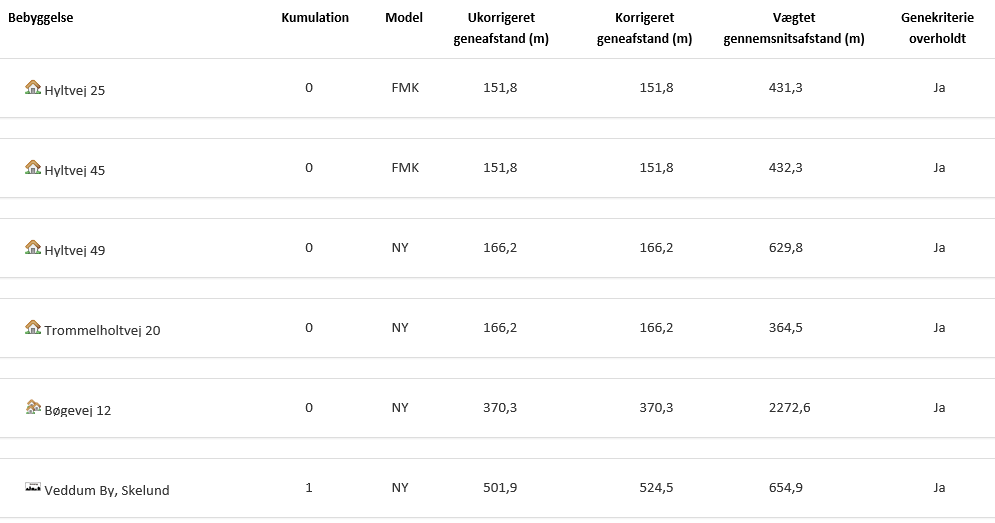 Bebyggelse Kumulation Model Ukorrigeret geneafstand (m) Korrigeret geneafstand (m) Vægtet gennemsnitsafstand (m) Genekriterie overholdt
Hyltvej 25 0 FMK 151,8 151,8 431,3 Ja
Hyltvej 45 0 FMK 151,8 151,8 432,3 Ja
Hyltvej 49 0 NY 166,2 166,2 629,8 Ja
Trommelholtvej 20 0 NY 166,2 166,2 364,5 Ja
Bøgevej 12 0 NY 370,3 370,3 2272,6 Ja
Veddum By, Skelund 1 NY 501,9 524,5 654,9 Ja